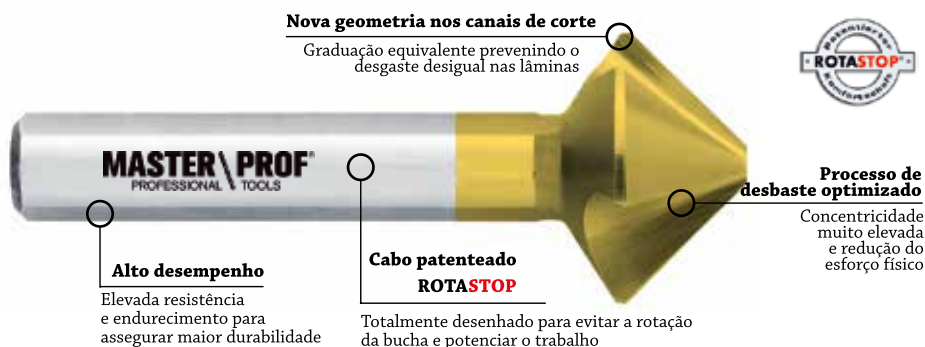 Nova geometria nos canais de corte
Graduação equivalente prevenindo o
desgaste desigual nas lâminas
Patentierter
ROTASTOP®
Komfortschaft
MASTER\PROF®
PROFESSIONAL TOOLS
Processo de
desbaste optimizado
Concentricidade
muito elevada
e redução do
esforço físico
Alto desempenho
Elevada resistência
e endurecimento para
assegurar maior durabilidade
Cabo patenteado
ROTASTOP
Totalmente desenhado para evitar a rotação
da bucha e potenciar o trabalho